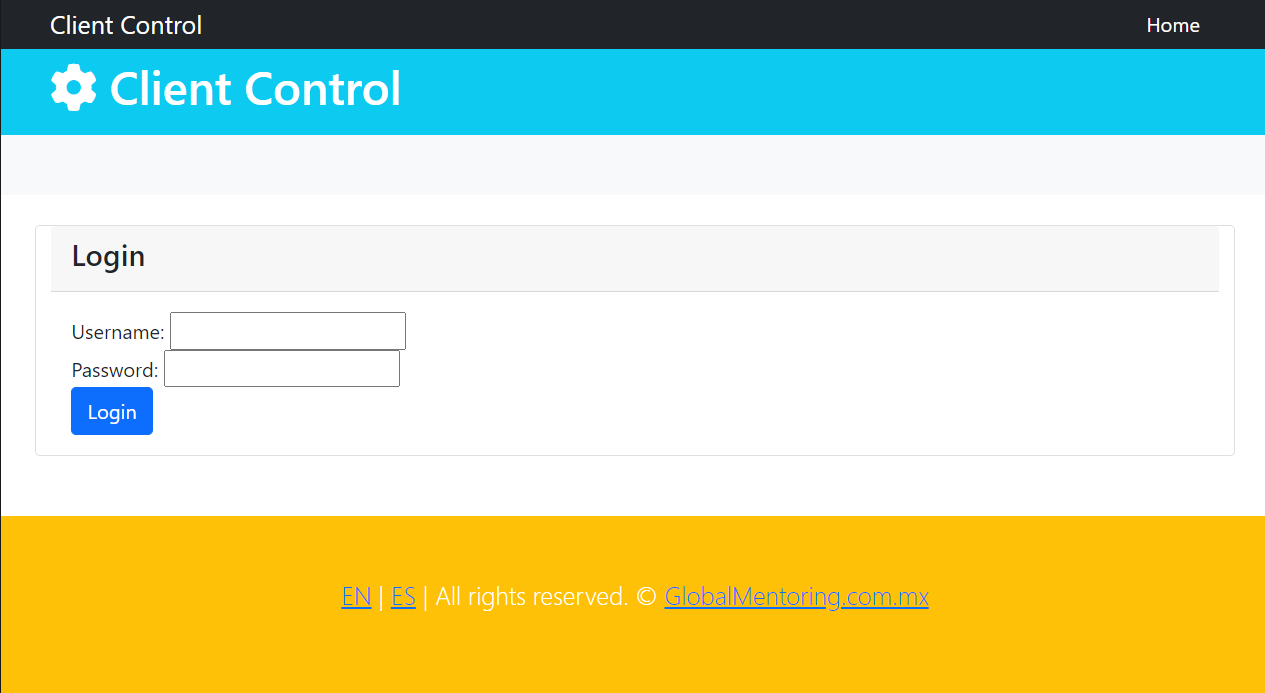 Client Control Home
Client Control
Login
Username:
Password:
Login
EN | ES | All rights reserved. © GlobalMentoring.com.mx